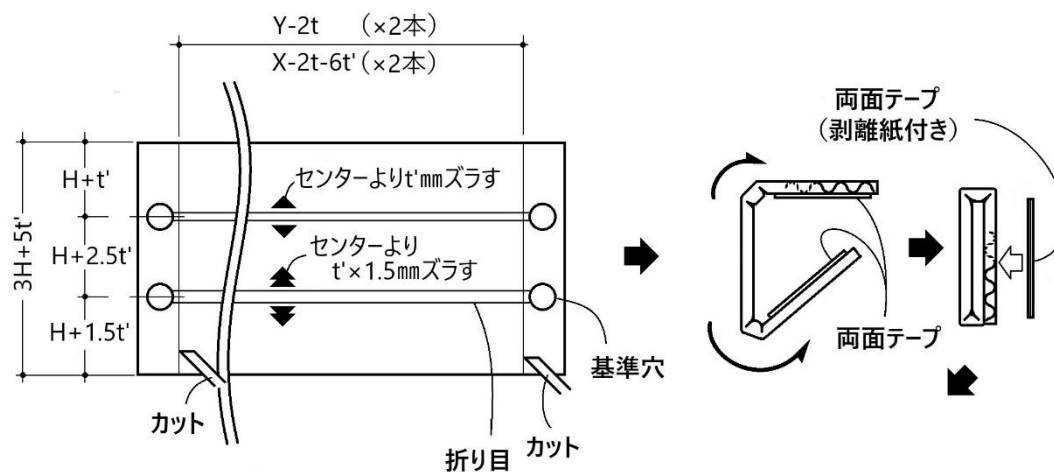 Y-2t (×2本)
X-2t-6t' (×2本)
3H+5t'
H+t'
H+2.5t'
H+1.5t'
センターよりt'mmズラす
センターより
t'×1.5mmズラす
カット
折り目
カット
基準穴
両面テープ
(剥離紙付き)
両面テープ